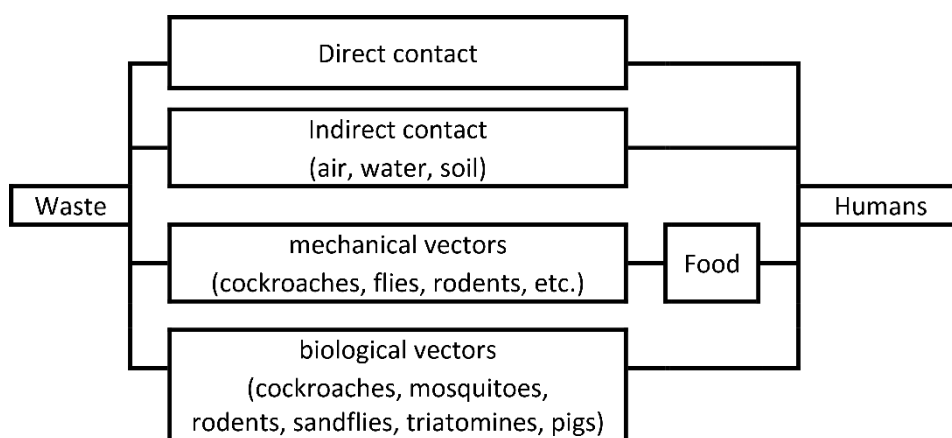 Direct contact
Indirect contact
(air, water, soil)
Waste
Humans
mechanical vectors
(cockroaches, flies, rodents, etc.)
Food
biological vectors
(cockroaches, mosquitoes,
rodents, sandflies, triatomines, pigs)